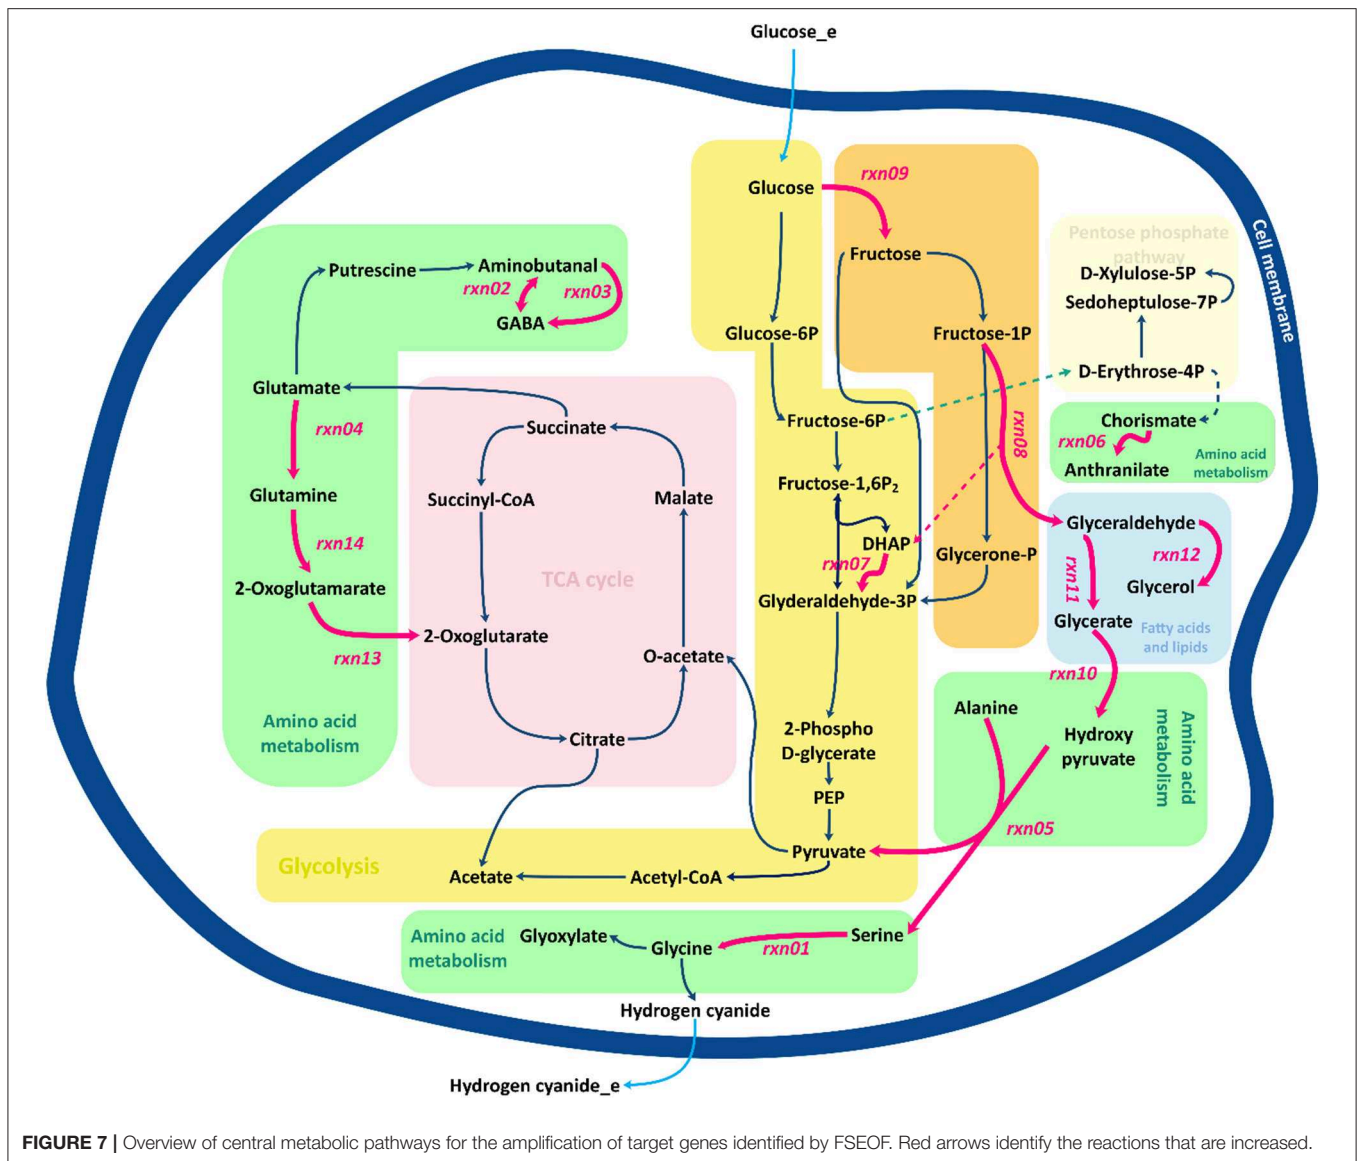 Glucose_e
Cell membrane
Glucose
rxn09
Fructose
Pentose phosphate
pathway
D-Xylulose-5P
Sedoheptulose-7P
Putrescine
Aminobutanal
rxn02
rxn03
GABA
Glucose-6P
Fructose-1P
D-Erythrose-4P
Glutamate
rxn04
Succinate
Fructose-6P
rxn08
Chorismate
rxn06
Anthranilate
Amino acid
metabolism
Glutamine
Succinyl-CoA
Malate
Fructose-1,6P2
DHAP
Glycerone-P
Glyceraldehyde
rxn12
rxn11
Glycerol
rxn14
2-Oxoglutamarate
TCA cycle
rxn07
Glyderaldehyde-3P
Glycerate
Fatty acids
and lipids
2-Oxoglutarate
rxn13
O-acetate
rxn10
Amino acid
metabolism
Citrate
2-Phospho
D-glycerate
Alanine
Hydroxy
pyruvate
Amino acid
metabolism
PEP
rxn05
Pyruvate
Glycolysis
Acetate
Acetyl-CoA
Amino acid
metabolism
Glyoxylate
Glycine
rxn01
Serine
Hydrogen cyanide
Hydrogen cyanide_e
FIGURE 7 | Overview of central metabolic pathways for the amplification of target genes identified by FSEOF. Red arrows identify the reactions that are increased.